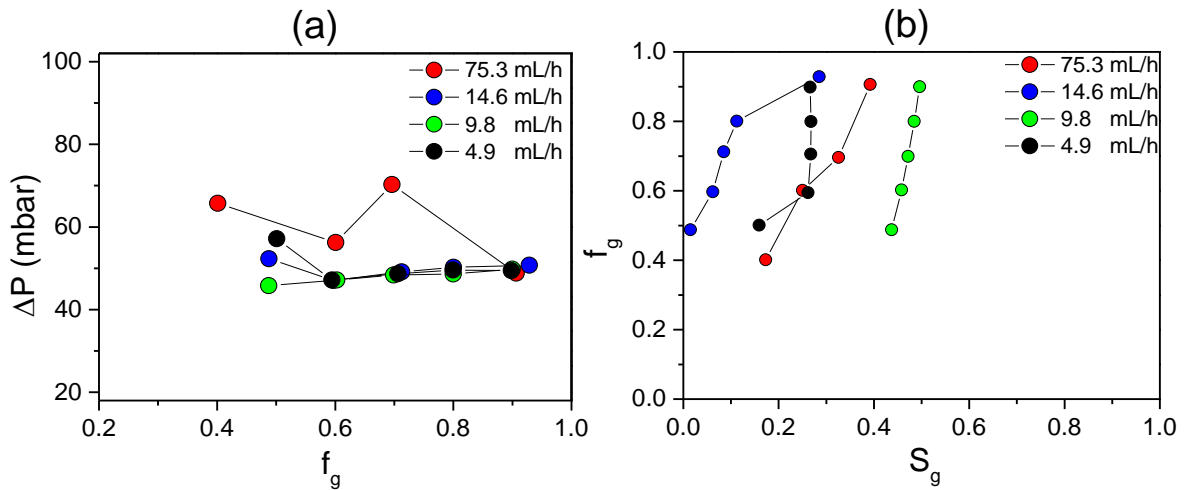 (a)
100
80
60
40
20
0.2 0.4 0.6 0.8 1.0
ΔP (mbar)
f_g
75.3 mL/h
14.6 mL/h
9.8 mL/h
4.9 mL/h
(b)
1.0
0.8
0.6
0.4
0.2
0.0
0.0 0.2 0.4 0.6 0.8 1.0
f_g
S_g
75.3 mL/h
14.6 mL/h
9.8 mL/h
4.9 mL/h